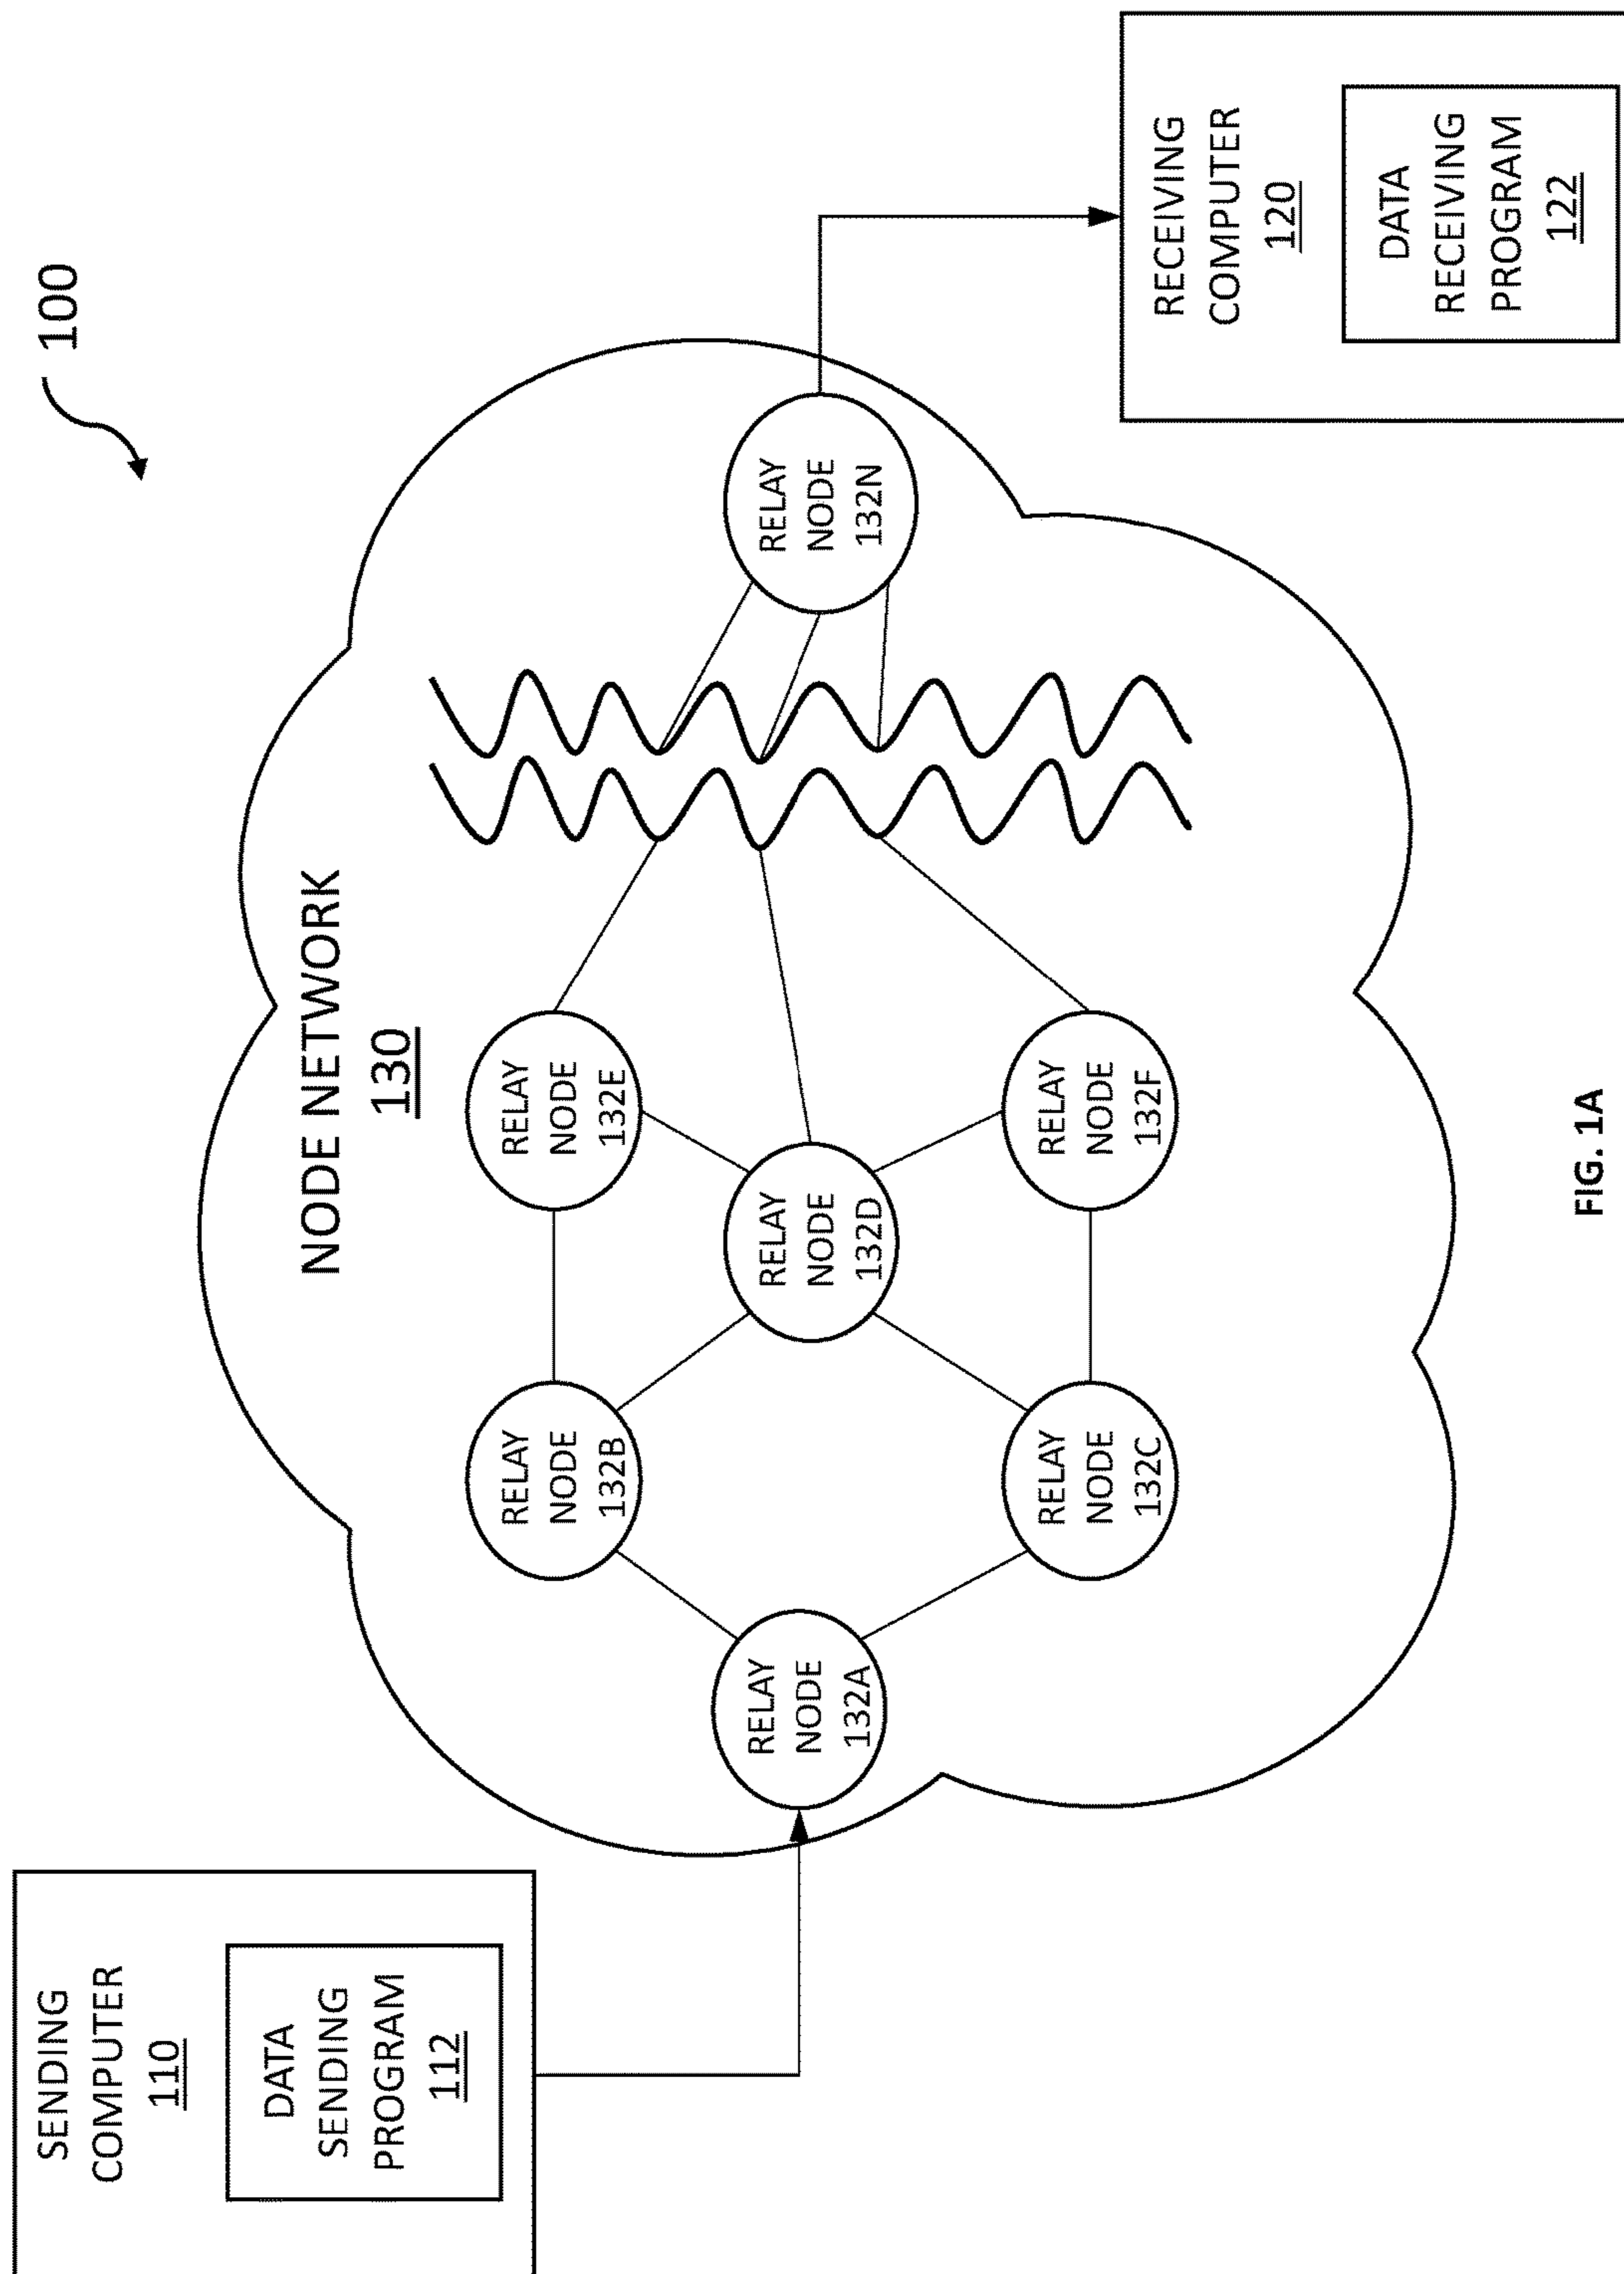 100
SENDING
COMPUTER
110
DATA
SENDING
PROGRAM
112
NODE NETWORK
130
RELAY
NODE
132A
RELAY
NODE
132B
RELAY
NODE
132C
RELAY
NODE
132D
RELAY
NODE
132E
RELAY
NODE
132F
RELAY
NODE
132N
RECEIVING
COMPUTER
120
DATA
RECEIVING
PROGRAM
122
FIG. 1A